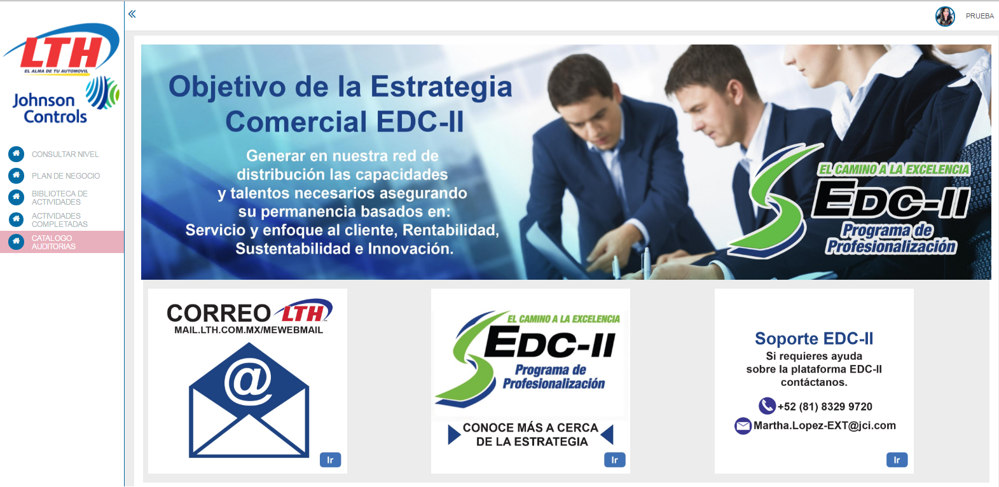 PRUEBA
LTH
EL ALMA DE TU AUTOMOVIL
Johnson
Controls
CONSULTAR NIVEL
PLAN DE NEGOCIO
BIBLIOTECA DE
ACTIVIDADES
ACTIVIDADES
COMPLETADAS
CATALOGO
AUDITORIAS
Objetivo de la Estrategia
Comercial EDC-II
Generar en nuestra red de
distribución las capacidades
y talentos necesarios asegurando
su permanencia basados en:
Servicio y enfoque al cliente, Rentabilidad,
Sustentabilidad e Innovación.
EL CAMINO A LA EXCELENCIA
EDC-II
Programa de
Profesionalización
CORREO LTH
MAIL.LTH.COM.MX/MEWEBMAIL
@
Ir
EL CAMINO A LA EXCELENCIA
EDC-II
Programa de
Profesionalización
CONOCE MÁS A CERCA
DE LA ESTRATEGIA
Ir
Soporte EDC-II
Si requieres ayuda
sobre la plataforma EDC-II
contáctanos.
+52 (81) 8329 9720
Martha.Lopez-EXT@jci.com
Ir